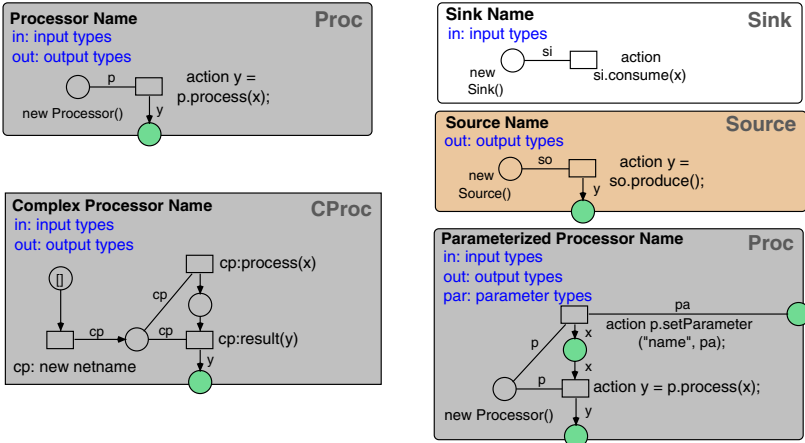 Processor Name
Proc
in: input types
out: output types
p
action y =
p.process(x);
new Processor()
y
Sink Name
Sink
in: input types
si
action
si.consume(x)
new
Sink()
Source Name
Source
out: output types
so
action y =
so.produce();
new
Source()
y
Complex Processor Name
CProc
in: input types
out: output types
[]
cp:process(x)
cp
cp
cp
cp:result(y)
cp: new netname
y
Parameterized Processor Name
Proc
in: input types
out: output types
par: parameter types
pa
action p.setParameter
("name", pa);
x
p
x
p
action y = p.process(x);
new Processor()
y